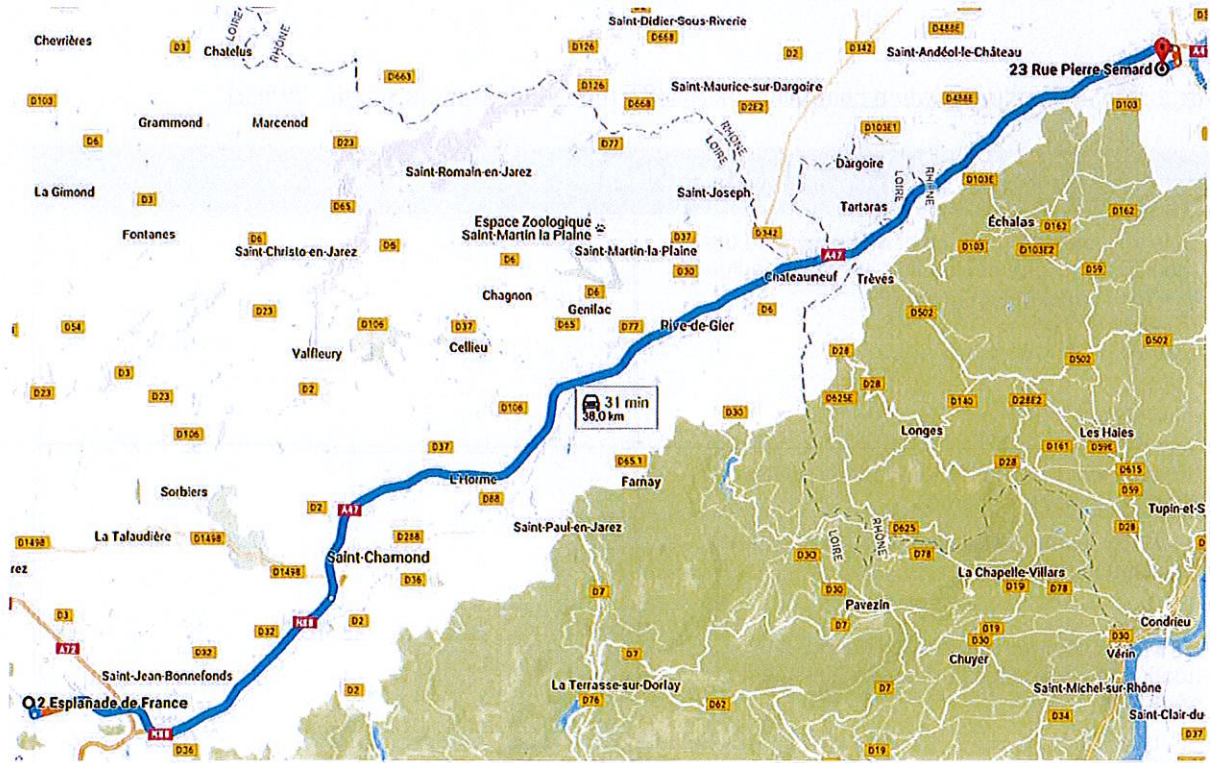 Saint-Didier-Sous-Riverie
D5
Chevrières
LOIRE
RHÔNE
D3
Chatelus
D126
D668
D2
D342
D488E
Saint-Andéol-le-Château
A47
23 Rue Pierre Semard
D663
D126
Saint-Maurice-sur-Dargoire
D103
D668
D2E2
D488E
D103
Grammond
Marcenod
D6
D23
D77
RHÔNE
LOIRE
D105E1
Dargoire
Saint-Romain-en-Jarez
La Gimond
D3
D65
Saint-Joseph
LOIRE
RHÔNE
D103E
Tartaras
Échalas
D162
D162
Espace Zoologique
Saint-Martin la Plaine
Fontanes
D6
Saint-Christo-en-Jarez
D6
D37
Saint-Martin-la-Plaine
D342
A47
D103
D103E2
D6
D30
Chateauneuf
Trèves
D59
Chagnon
D6
Genilac
D23
D54
D106
D37
D65
D77
Rive-de-Gier
D6
D502
Valfleury
Cellieu
D28
D502
D502
D3
D23
D23
D2
31 min
38.0 km
D106
D28
D625E
D140
D28E2
D30
D106
D37
Longes
Les Haies
D161
D59E
L'Horme
D65.1
Farnay
D28
D615
D59
Sorbiers
D88
D2
A47
Tupin-et-S
La Talaudière
D1498
D1498
D288
Saint-Paul-en-Jarez
LOIRE
RHÔNE
D625
D28
rez
Saint-Chamond
D30
D78
D1498
D36
La Chapelle-Villars
D7
D30
D19
D78
Pavezin
D3
N88
D2
D7
Condrieu
D32
D19
D30
D30
A72
D32
D7
Chuyer
Vérin
Saint-Jean-Bonnefonds
D2
La Terrasse-sur-Dorlay
D7
Saint-Michel-sur-Rhône
2 Esplanade de France
D76
D62
D34
Saint-Clair-du-
N88
D36
D19
D37